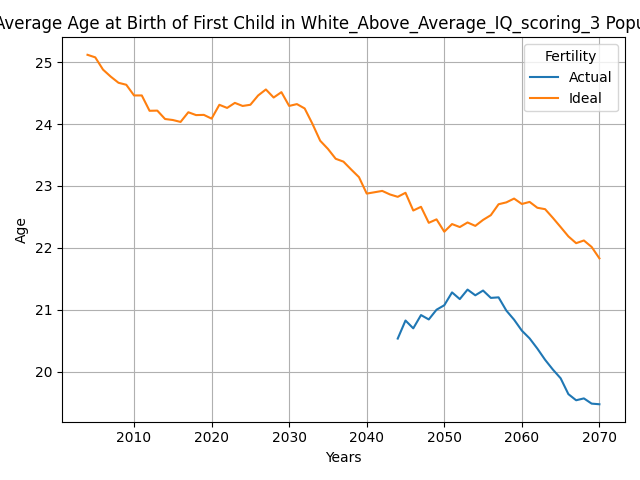 Average Age at Birth of First Child in White_Above_Average_IQ_scoring_3 Popu
Fertility
Actual
Ideal
25
24
23
22
21
20
Age
2010 2020 2030 2040 2050 2060 2070
Years